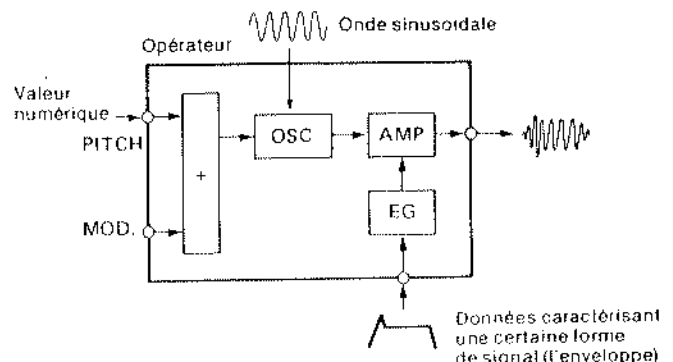 Onde sinusoïdale
Opérateur
Valeur
numérique
PITCH
OSC
AMP
+
EG
MOD.
Données caractérisant
une certaine forme
de signal (l'enveloppe)